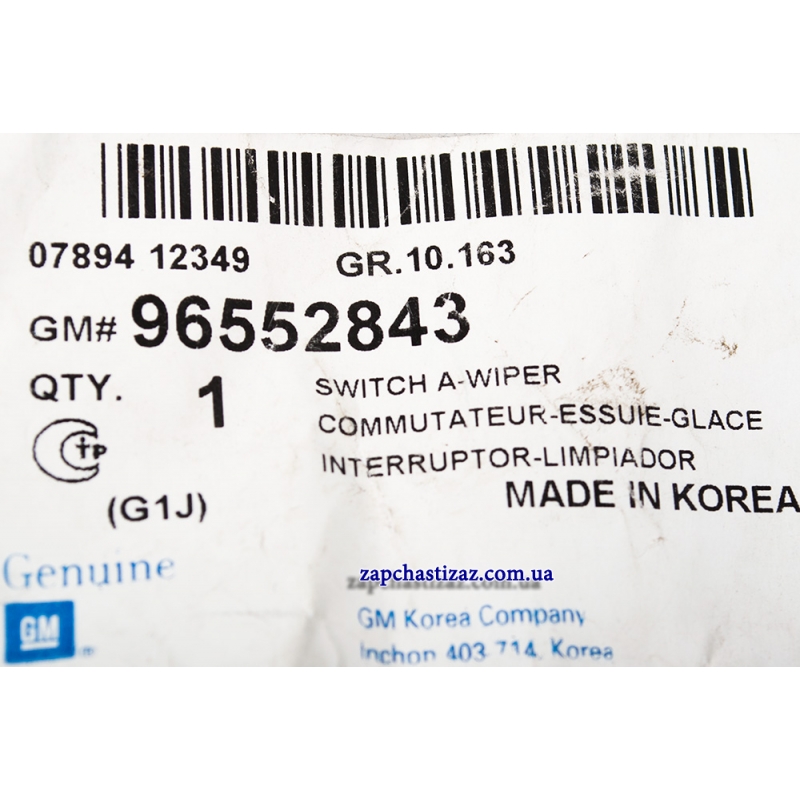 07894 12349 GR.10.163
GM# 96552843
QTY. 1 SWITCH A-WIPER
COMMUTATEUR-ESSUIE-GLACE
INTERRUPTOR-LIMPIADOR
(G1J) MADE IN KOREA
Genuine
GM
zapchastizaz.com.ua
GM Korea Company
Inchon 403-714, Korea